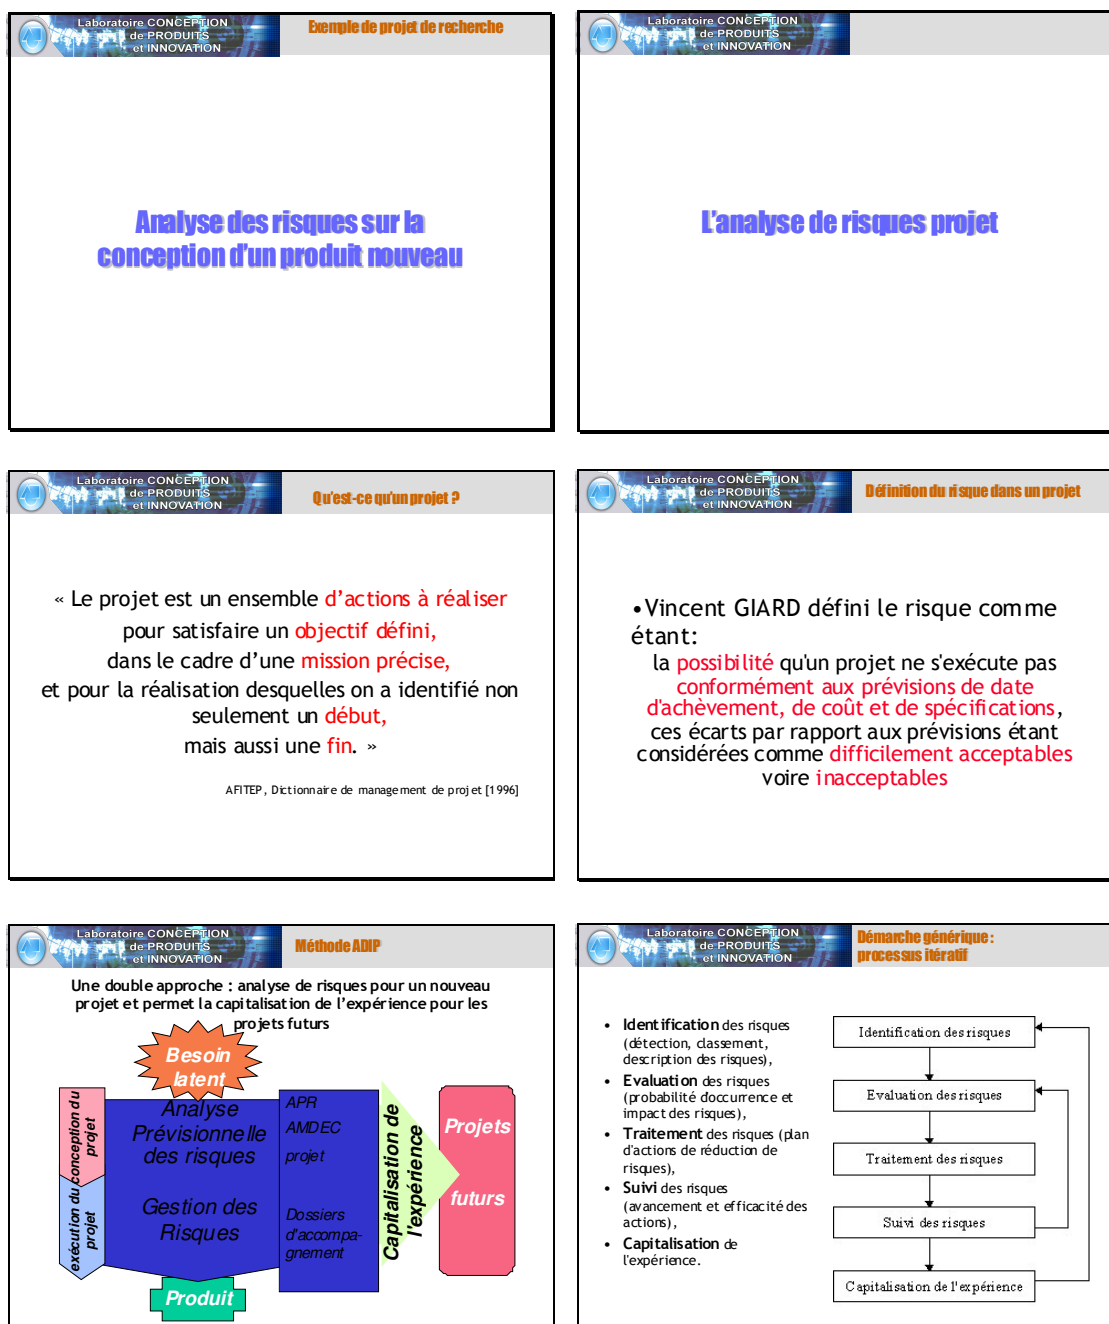 Laboratoire CONCEPTION
de PRODUITS
et INNOVATION
Exemple de projet de recherche
Analyse des risques sur la
conception d'un produit nouveau
Laboratoire CONCEPTION
de PRODUITS
et INNOVATION
L'analyse de risques projet
Laboratoire CONCEPTION
de PRODUITS
et INNOVATION
Qu'est-ce qu'un projet ?
« Le projet est un ensemble d'actions à réaliser
pour satisfaire un objectif défini,
dans le cadre d'une mission précise,
et pour la réalisation desquelles on a identifié non
seulement un début,
mais aussi une fin. »
AFITEP, Dictionnaire de management de projet [1996]
Laboratoire CONCEPTION
de PRODUITS
et INNOVATION
Définition du risque dans un projet
•Vincent GIARD défini le risque comme
étant:
la possibilité qu'un projet ne s'exécute pas
conformément aux prévisions de date
d'achèvement, de coût et de spécifications,
ces écarts par rapport aux prévisions étant
considérées comme difficilement acceptables
voire inacceptables
Laboratoire CONCEPTION
de PRODUITS
et INNOVATION
Méthode ADIP
Une double approche : analyse de risques pour un nouveau
projet et permet la capitalisation de l'expérience pour les
projets futurs
Besoin
latent
conception du
projet
exécution du
projet
Analyse
Prévisionnelle
des risques
Gestion des
Risques
APR
AMDEC
projet
Dossiers
d'accompa-
gnement
Capitalisation de
l'expérience
Projets
futurs
Produit
Laboratoire CONCEPTION
de PRODUITS
et INNOVATION
Démarche générique :
processus itératif
• Identification des risques
(détection, classement,
description des risques),
• Evaluation des risques
(probabilité d'occurrence et
impact des risques),
• Traitement des risques (plan
d'actions de réduction de
risques),
• Suivi des risques
(avancement et efficacité des
actions),
• Capitalisation de
l'expérience.
Identification des risques
Evaluation des risques
Traitement des risques
Suivi des risques
Capitalisation de l'expérience